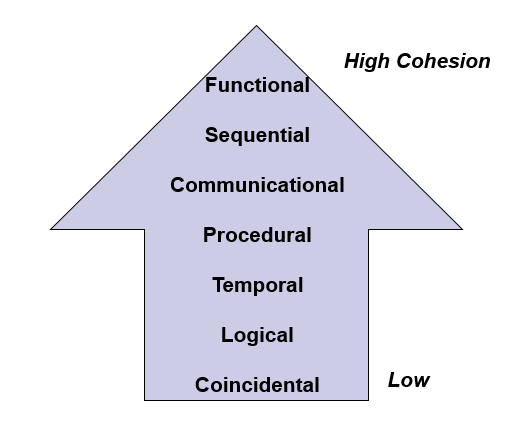 High Cohesion
Functional
Sequential
Communicational
Procedural
Temporal
Logical
Coincidental
Low